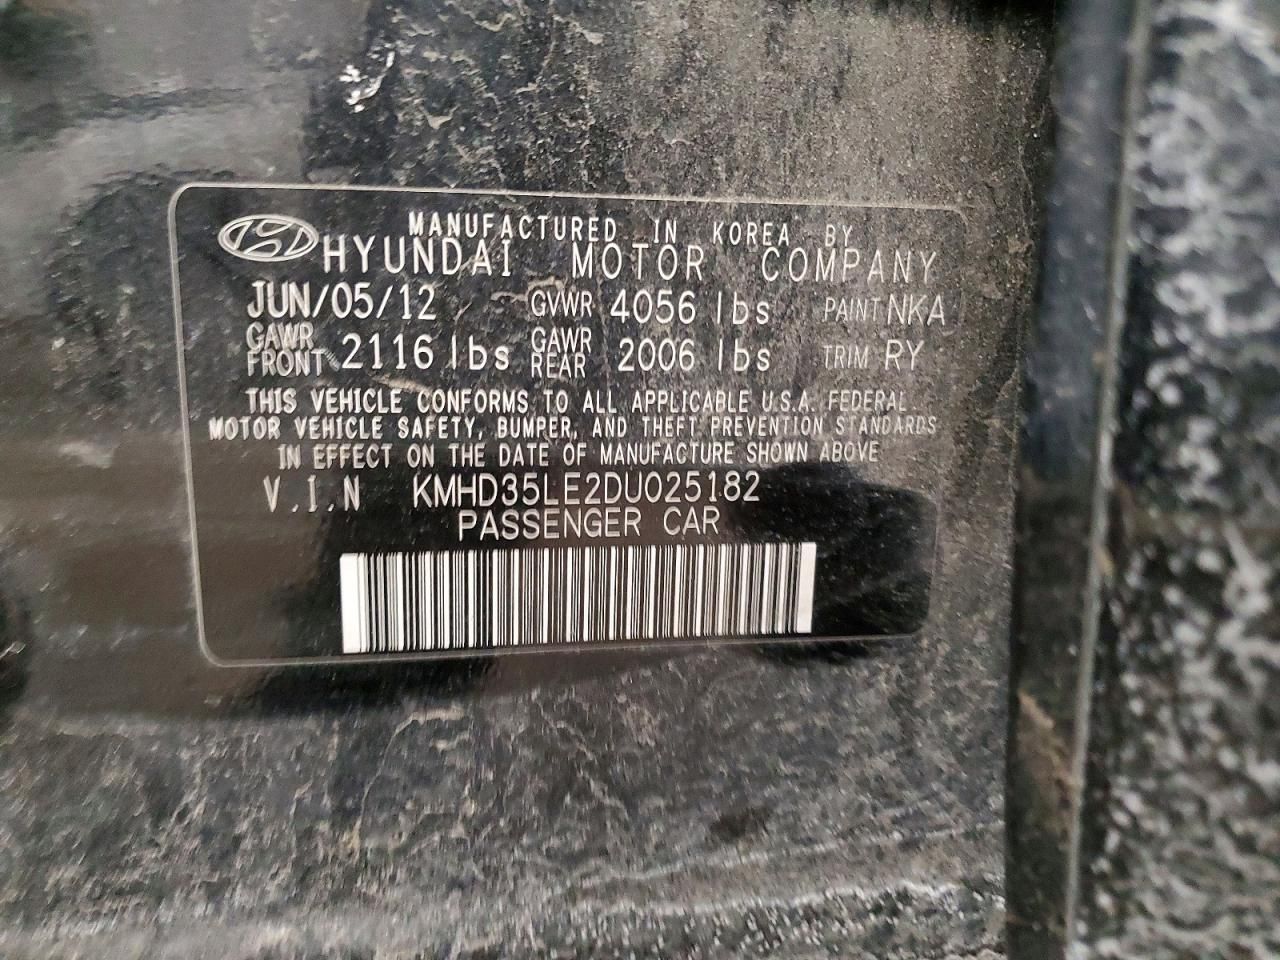 MANUFACTURED IN KOREA BY
HYUNDAI MOTOR COMPANY
JUN/05/12 GVWR 4056 lbs PAINT NKA
GAWR FRONT 2116 lbs GAWR REAR 2006 lbs TRIM RY
THIS VEHICLE CONFORMS TO ALL APPLICABLE U.S.A. FEDERAL
MOTOR VEHICLE SAFETY, BUMPER, AND THEFT PREVENTION STANDARDS
IN EFFECT ON THE DATE OF MANUFACTURE SHOWN ABOVE
V.I.N KMHD35LE2DU025182
PASSENGER CAR